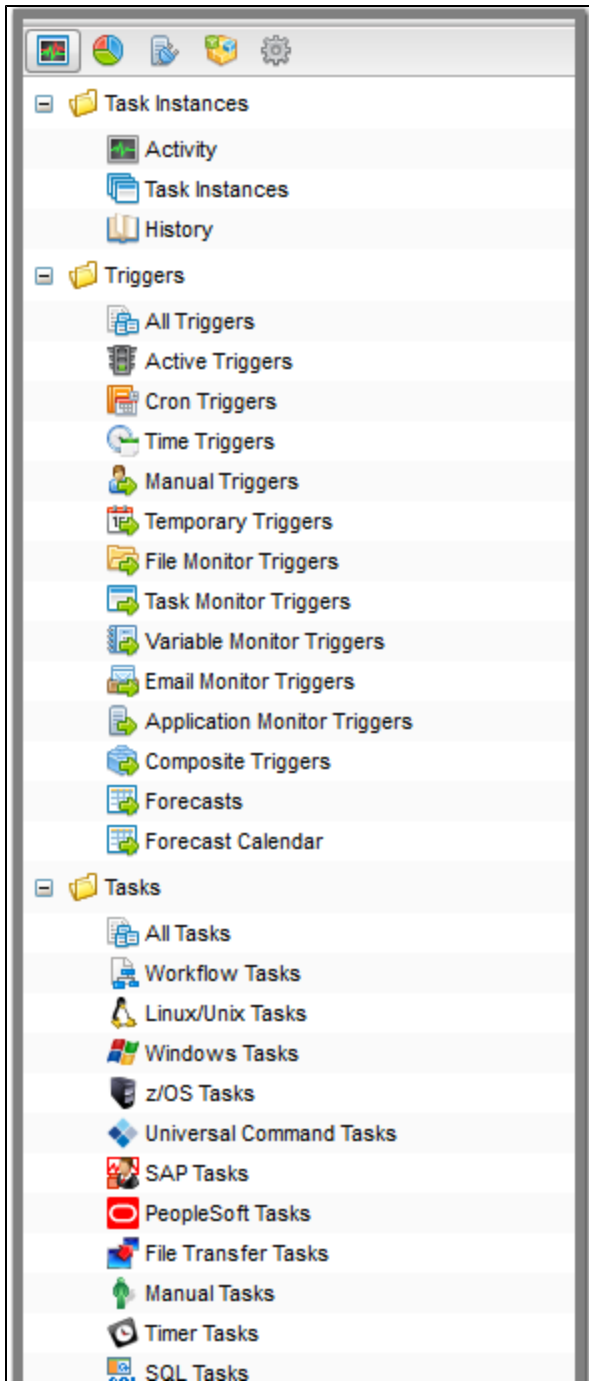 Task Instances
Activity
Task Instances
History
Triggers
All Triggers
Active Triggers
Cron Triggers
Time Triggers
Manual Triggers
Temporary Triggers
File Monitor Triggers
Task Monitor Triggers
Variable Monitor Triggers
Email Monitor Triggers
Application Monitor Triggers
Composite Triggers
Forecasts
Forecast Calendar
Tasks
All Tasks
Workflow Tasks
Linux/Unix Tasks
Windows Tasks
z/OS Tasks
Universal Command Tasks
SAP Tasks
PeopleSoft Tasks
File Transfer Tasks
Manual Tasks
Timer Tasks
SQL Tasks